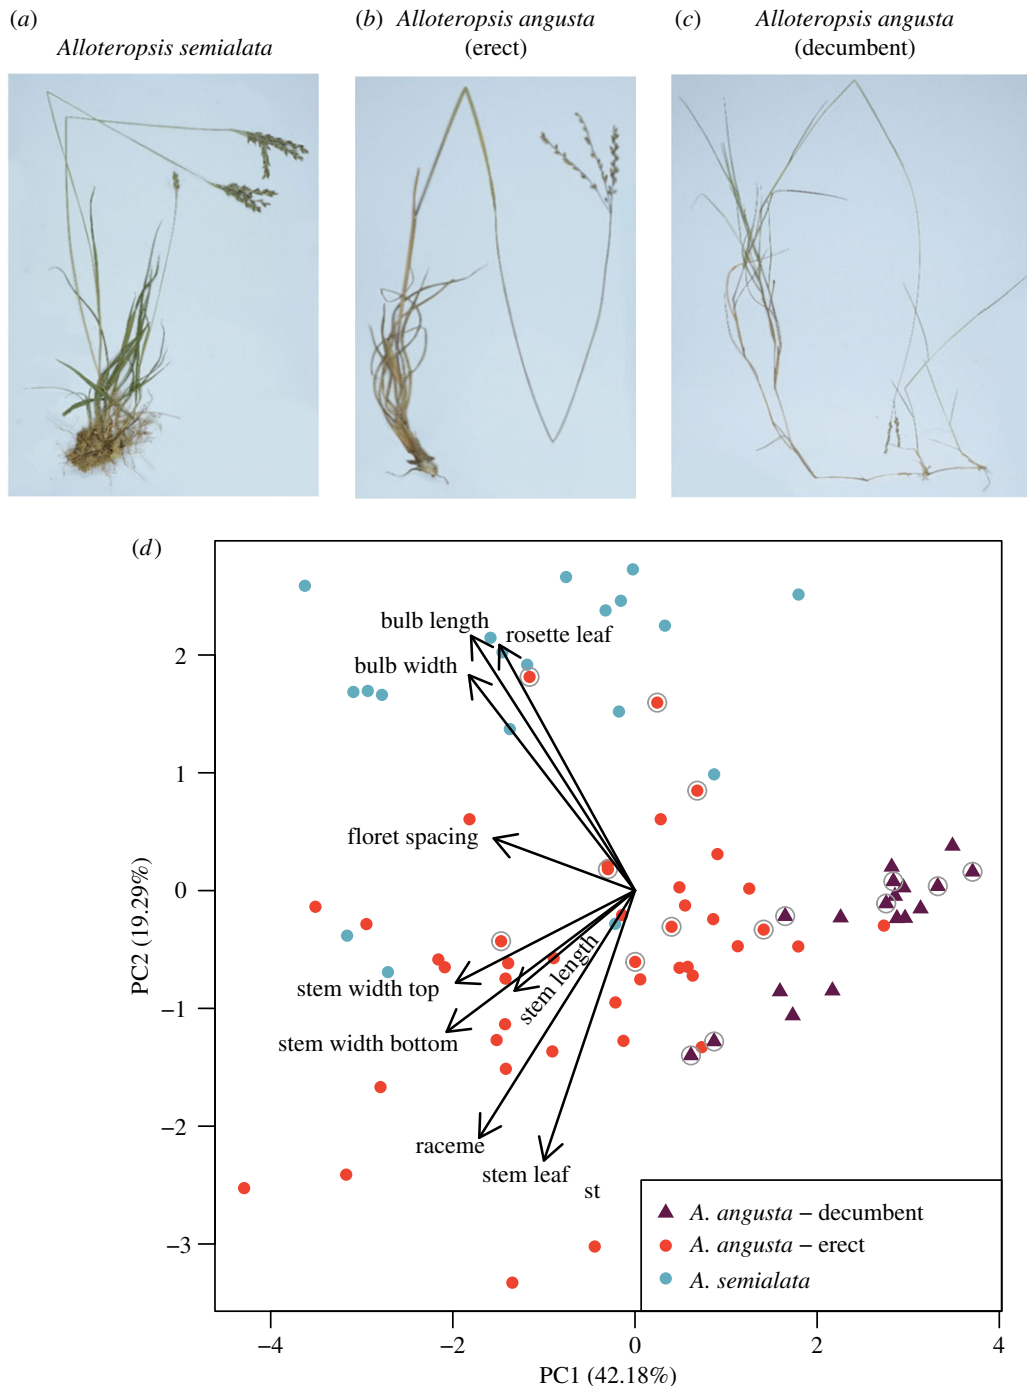 (a)
Alloteropsis semialata
(b)
Alloteropsis angusta
(erect)
(c)
Alloteropsis angusta
(decumbent)
(d)
bulb length
rosette leaf
bulb width
floret spacing
stem length
stem width top
stem width bottom
raceme
stem leaf
st
2
1
0
−1
−2
−3
PC2 (19.29%)
A. angusta – decumbent
A. angusta – erect
A. semialata
−4 −2 0 2 4
PC1 (42.18%)